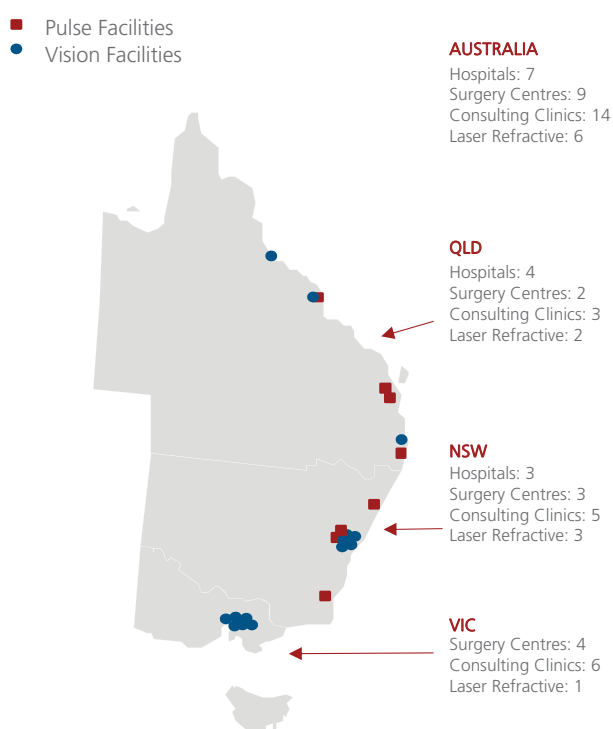 Pulse Facilities
Vision Facilities
AUSTRALIA
Hospitals: 7
Surgery Centres: 9
Consulting Clinics: 14
Laser Refractive: 6
QLD
Hospitals: 4
Surgery Centres: 2
Consulting Clinics: 3
Laser Refractive: 2
NSW
Hospitals: 3
Surgery Centres: 3
Consulting Clinics: 5
Laser Refractive: 3
VIC
Surgery Centres: 4
Consulting Clinics: 6
Laser Refractive: 1